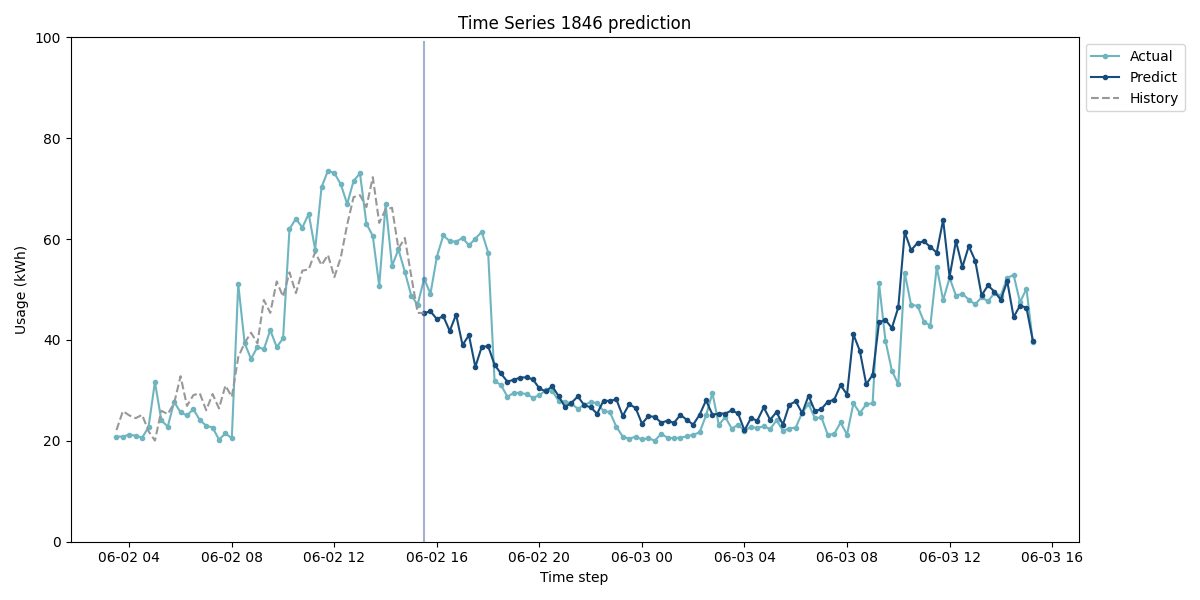 Time Series 1846 prediction
Usage (kWh)
100
80
60
40
20
0
06-02 04
06-02 08
06-02 12
06-02 16
06-02 20
06-03 00
06-03 04
06-03 08
06-03 12
06-03 16
Time step
Actual
Predict
History